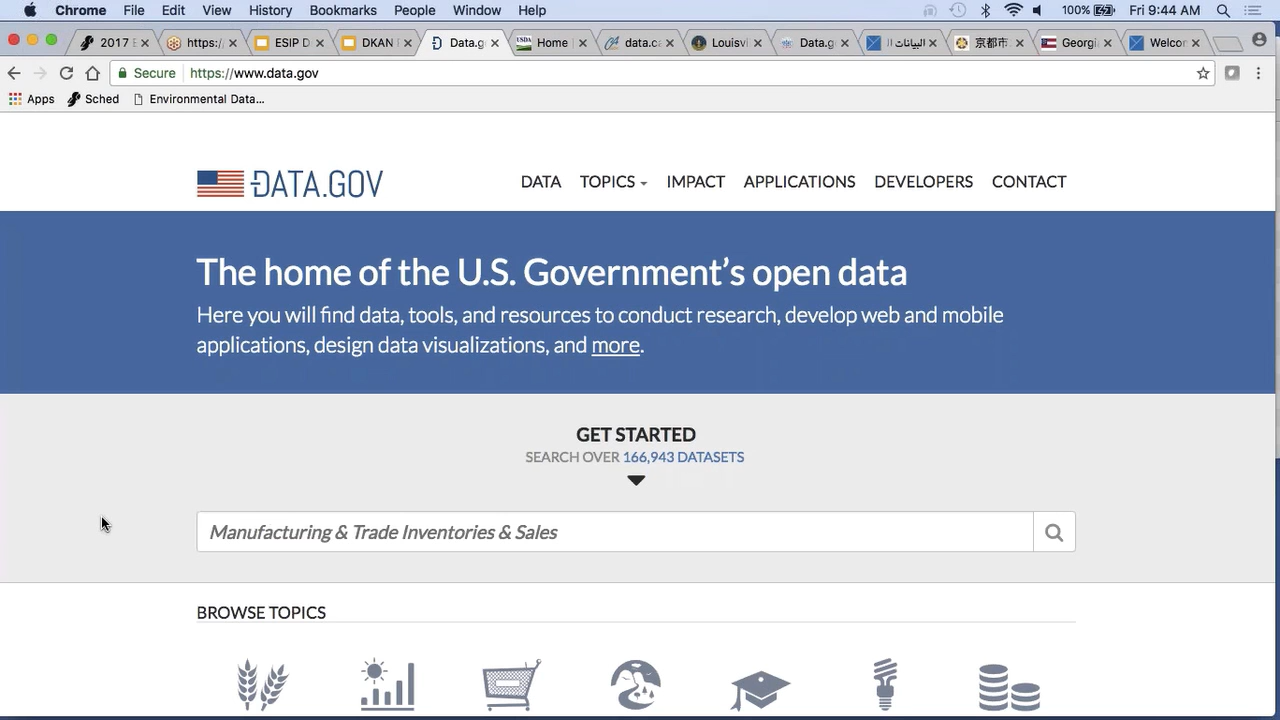 Chrome File Edit View History Bookmarks People Window Help 100% Fri 9:44 AM
2017 E https:/ ESIP D DKAN Data.g Home data.ca Louisvi Data.g البيانات ال 京都市 Georgi Welcon
Secure https://www.data.gov
Apps Sched Environmental Data...
DATA.GOV
DATA TOPICS IMPACT APPLICATIONS DEVELOPERS CONTACT
The home of the U.S. Government's open data
Here you will find data, tools, and resources to conduct research, develop web and mobile
applications, design data visualizations, and more.
GET STARTED
SEARCH OVER 166,943 DATASETS
Manufacturing & Trade Inventories & Sales
BROWSE TOPICS